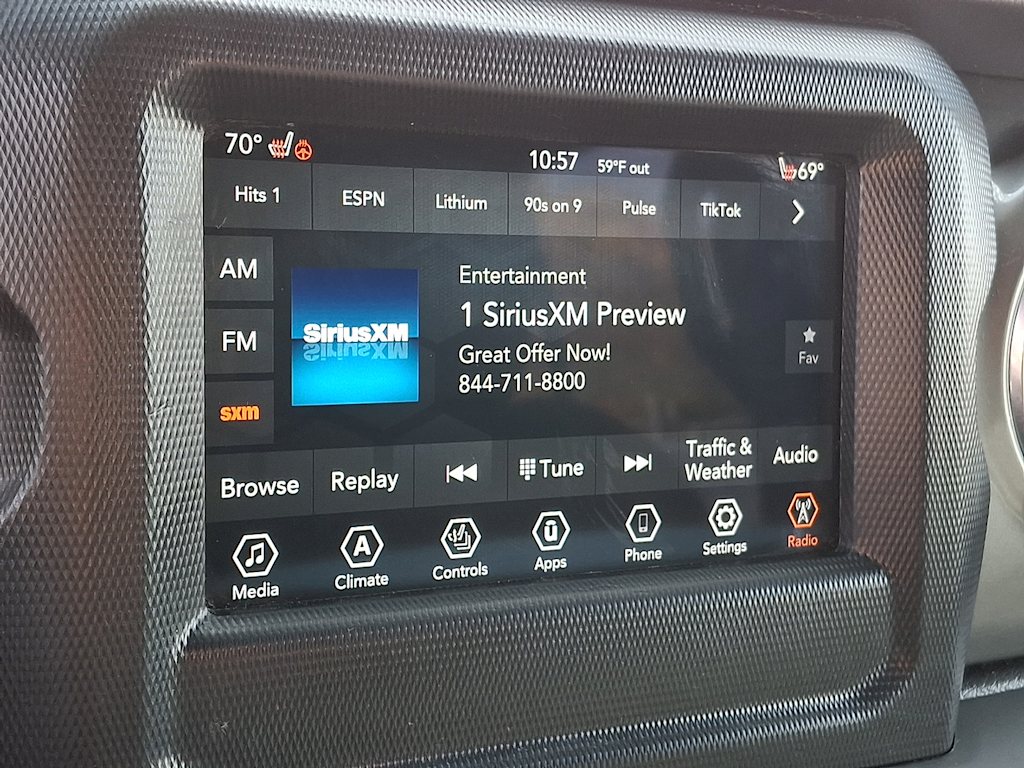 70° 10:57 59°F out 69°
Hits 1 ESPN Lithium 90s on 9 Pulse TikTok
AM
FM
sxm
SiriusXM
Entertainment
1 SiriusXM Preview
Great Offer Now!
844-711-8800
Fav
Browse Replay Tune Traffic & Weather Audio
A ū
Media Climate Controls Apps Phone Settings Radio